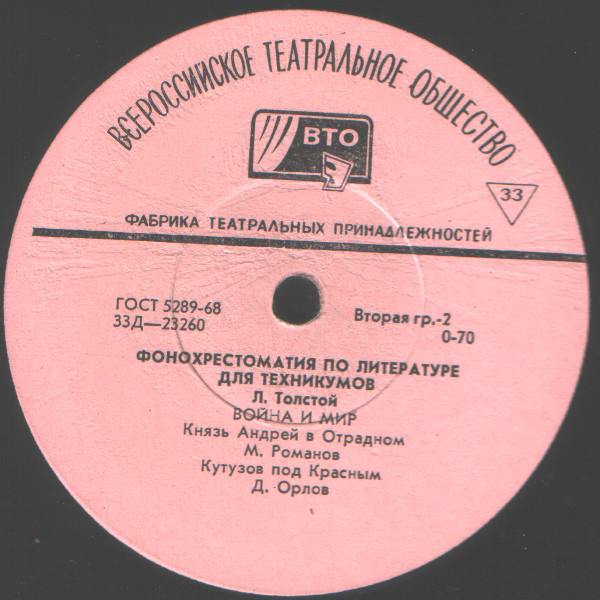 ВСЕРОССИЙСКОЕ ТЕАТРАЛЬНОЕ ОБЩЕСТВО
ВТО
33
ФАБРИКА ТЕАТРАЛЬНЫХ ПРИНАДЛЕЖНОСТЕЙ
ГОСТ 5289-68
33Д—23260
Вторая гр.-2
0-70
ФОНОХРЕСТОМАТИЯ ПО ЛИТЕРАТУРЕ
ДЛЯ ТЕХНИКУМОВ
Л. Толстой
ВОЙНА И МИР
Князь Андрей в Отрадном
М. Романов
Кутузов под Красным
Д. Орлов